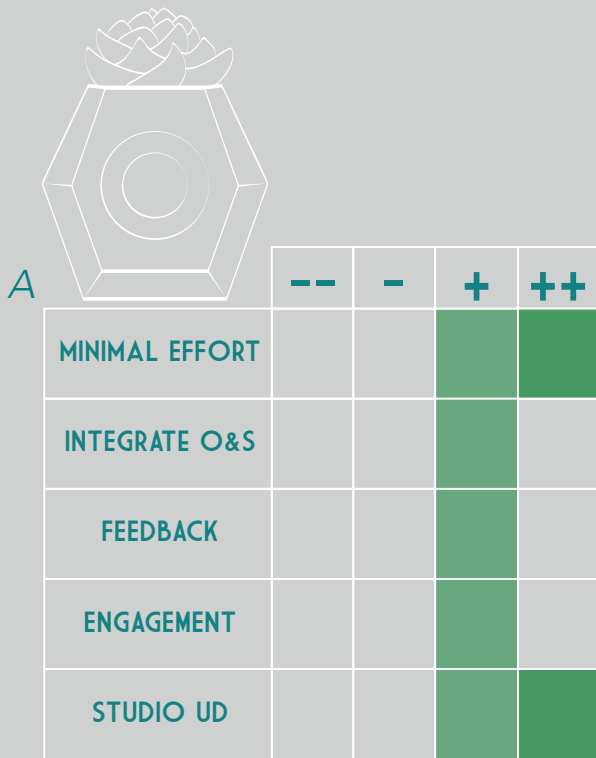 A
-- - + ++
MINIMAL EFFORT
INTEGRATE O&S
FEEDBACK
ENGAGEMENT
STUDIO UD